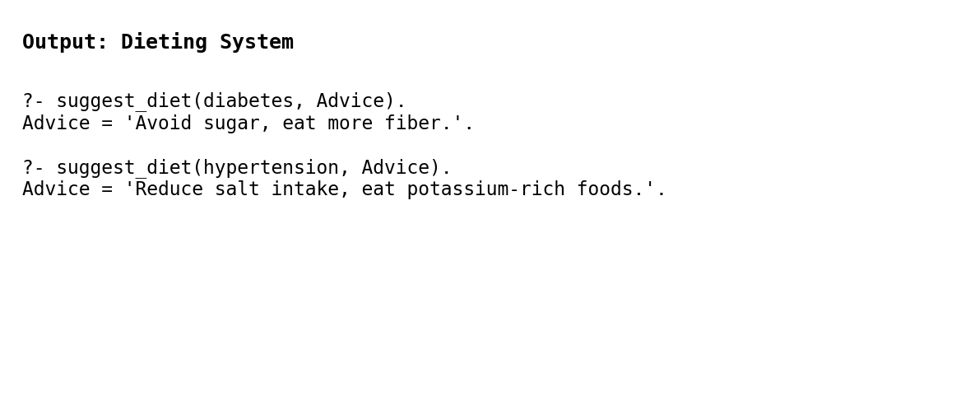 Output: Dieting System
?- suggest_diet(diabetes, Advice).
Advice = 'Avoid sugar, eat more fiber.'.
?- suggest_diet(hypertension, Advice).
Advice = 'Reduce salt intake, eat potassium-rich foods.'.